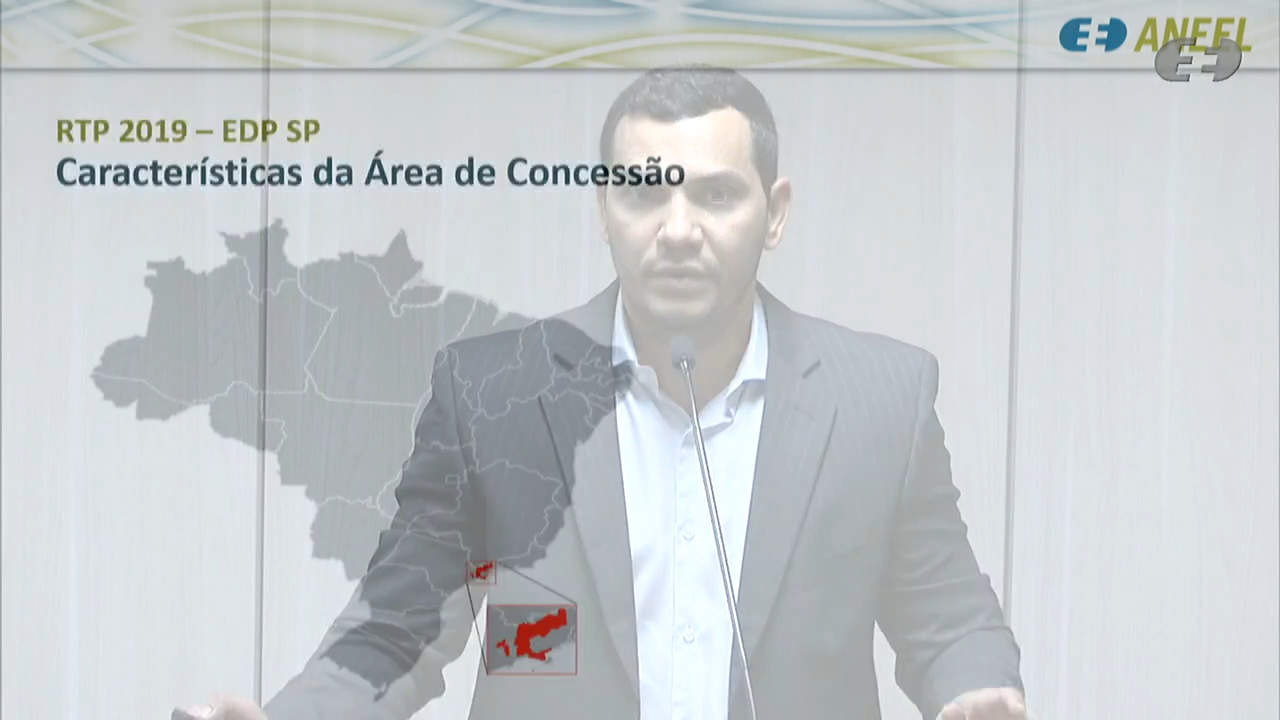 ANEEL
RTP 2019 – EDP SP
Características da Área de Concessão